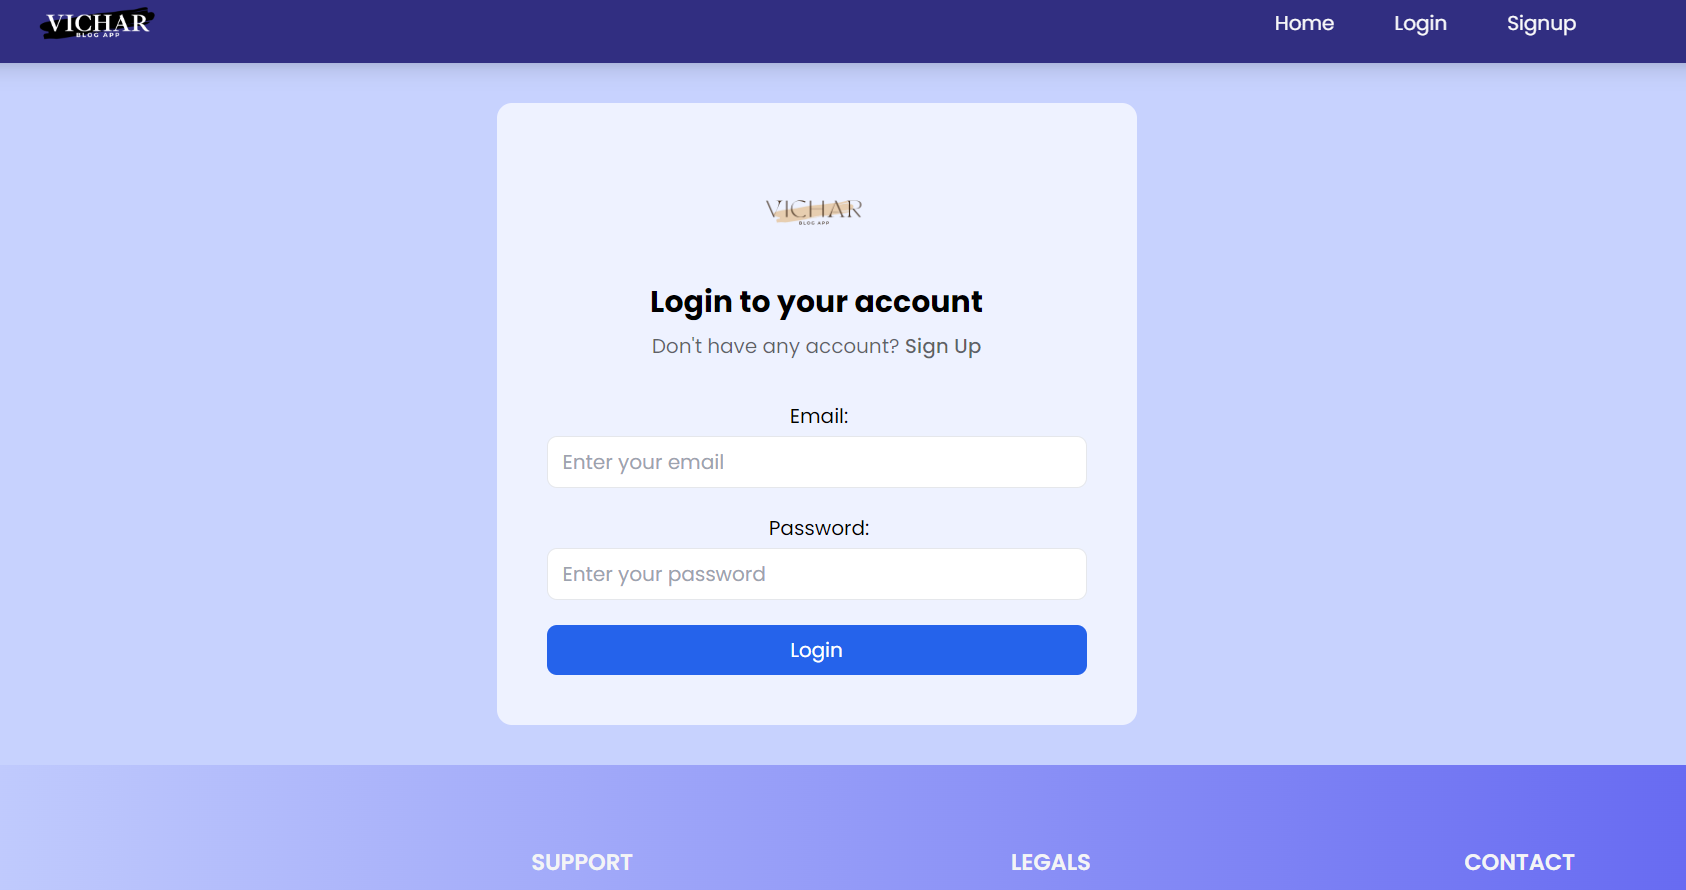 VICHAR
BLOG APP
Home Login Signup
VICHAR
BLOG APP
Login to your account
Don't have any account? Sign Up
Email:
Enter your email
Password:
Enter your password
Login
SUPPORT LEGALS CONTACT